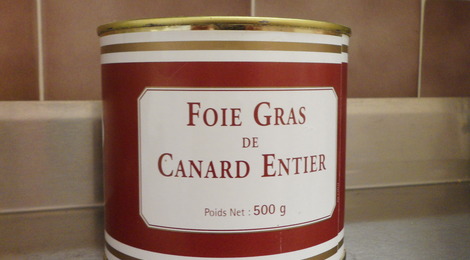 FOIE GRAS
DE
CANARD ENTIER
Poids Net : 500 g